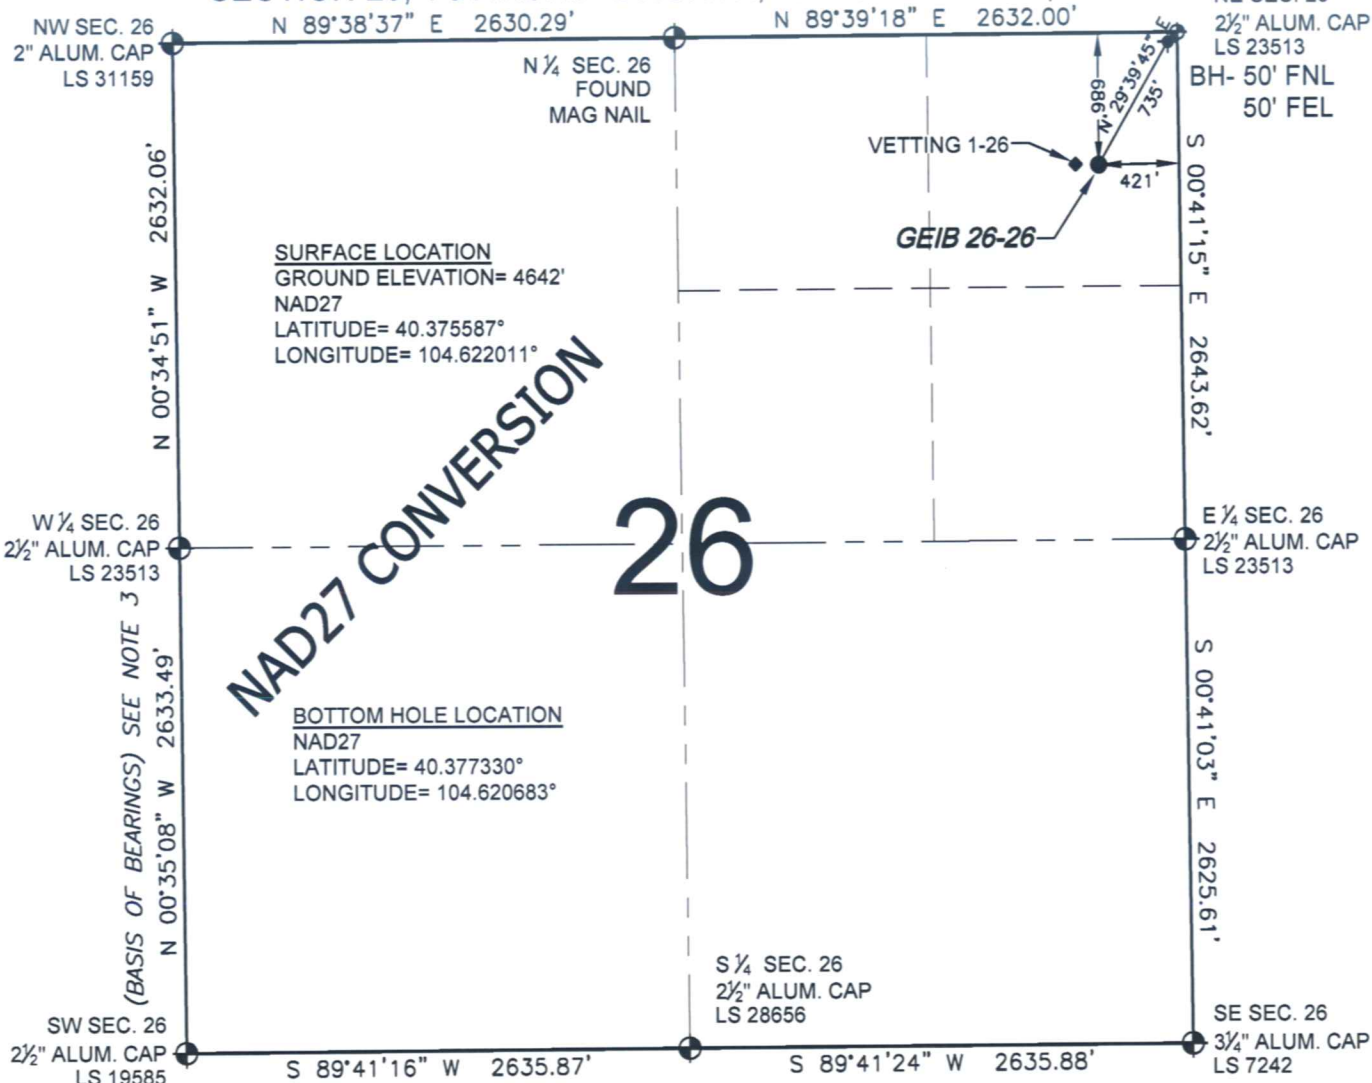 N 89°38'37" E 2630.29'
N 89°39'18" E 2632.00'
NW SEC. 26
2" ALUM. CAP
LS 31159
N ¼ SEC. 26
FOUND
MAG NAIL
2½" ALUM. CAP
LS 23513
BH- 50' FNL
50' FEL
N 29°39'45" E
735'
686'
VETTING 1-26
421'
GEIB 26-26
S 00°41'15" E 2643.62'
N 00°34'51" W 2632.06'
SURFACE LOCATION
GROUND ELEVATION= 4642'
NAD27
LATITUDE= 40.375587°
LONGITUDE= 104.622011°
NAD27 CONVERSION
26
W ¼ SEC. 26
2½" ALUM. CAP
LS 23513
E ¼ SEC. 26
2½" ALUM. CAP
LS 23513
(BASIS OF BEARINGS) SEE NOTE 3
N 00°35'08" W 2633.49'
BOTTOM HOLE LOCATION
NAD27
LATITUDE= 40.377330°
LONGITUDE= 104.620683°
S 00°41'03" E 2625.61'
S ¼ SEC. 26
2½" ALUM. CAP
LS 28656
SW SEC. 26
2½" ALUM. CAP
LS 19585
S 89°41'16" W 2635.87'
S 89°41'24" W 2635.88'
SE SEC. 26
3¼" ALUM. CAP
LS 7242